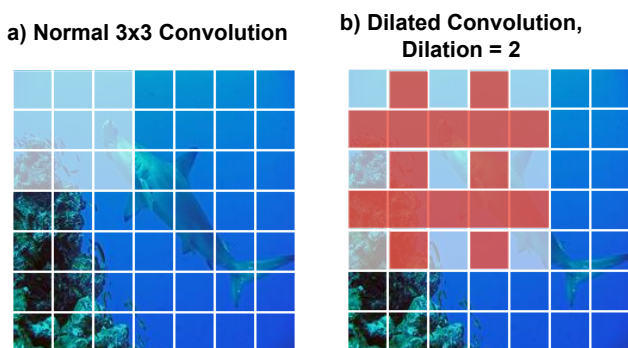 a) Normal 3x3 Convolution
b) Dilated Convolution,
Dilation = 2